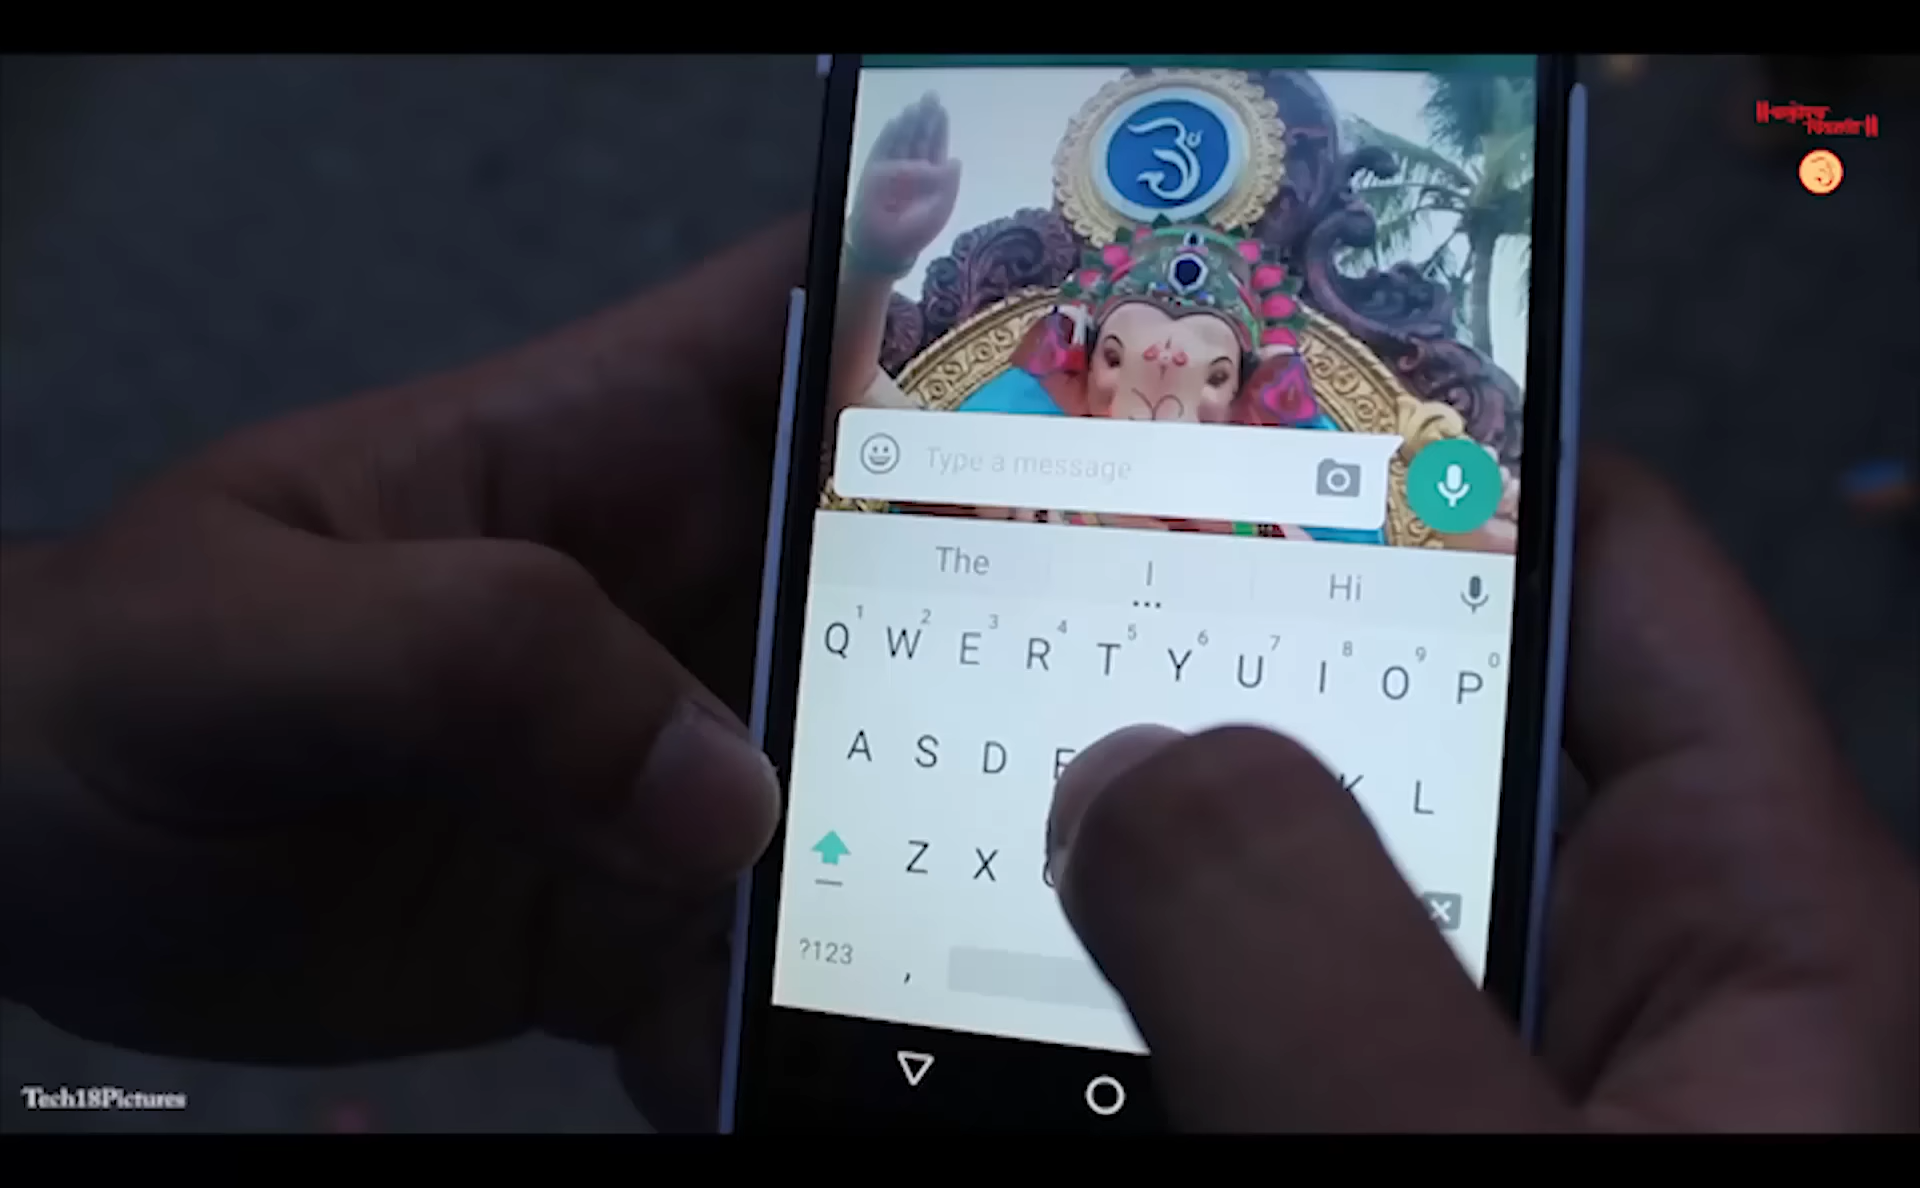 ॐ
ॐ
Type a message
The
I
Hi
...
1 2 3 4 5 6 7 8 9 0
Q W E R T Y U I O P
A S D F K L
Z X
?123 ,
Tech18Pictures